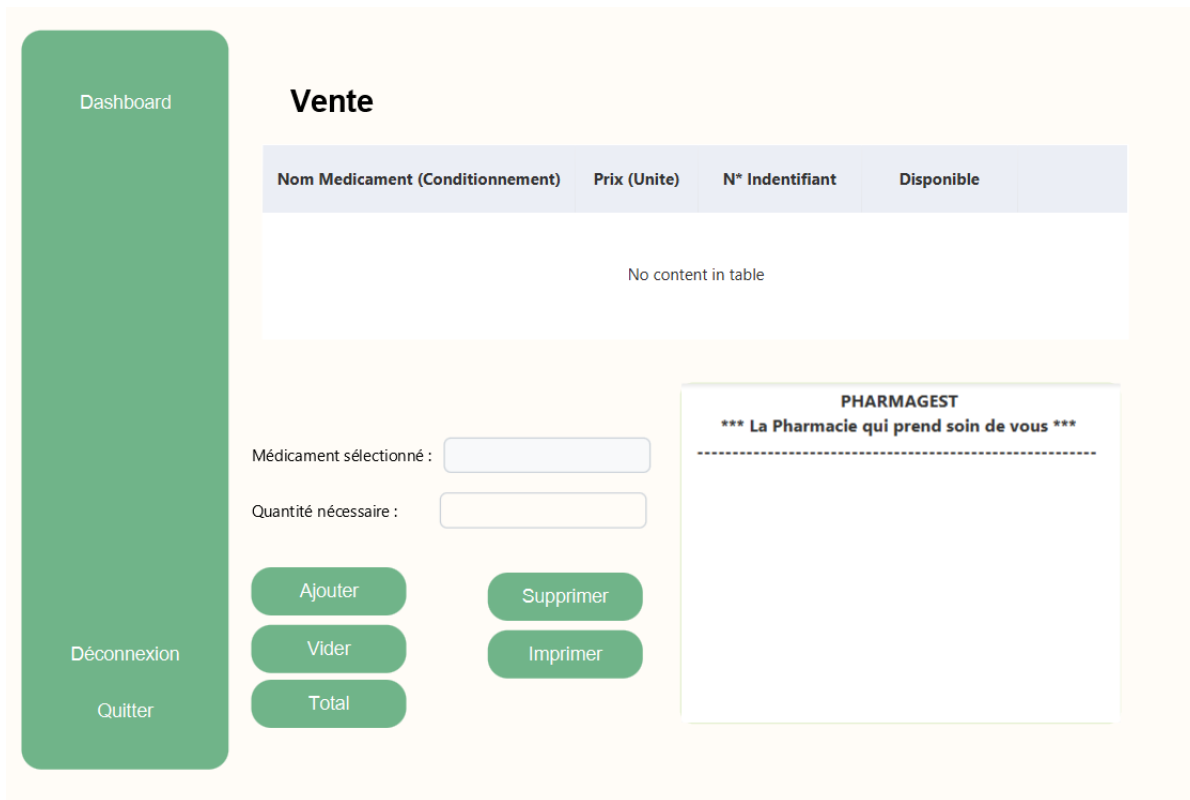 Dashboard
Vente
Nom Medicament (Conditionnement) Prix (Unite) N* Indentifiant Disponible
No content in table
PHARMAGEST
*** La Pharmacie qui prend soin de vous ***
---------------------------------------------------------
Médicament sélectionné :
Quantité nécessaire :
Ajouter Supprimer
Vider Imprimer
Total
Déconnexion
Quitter